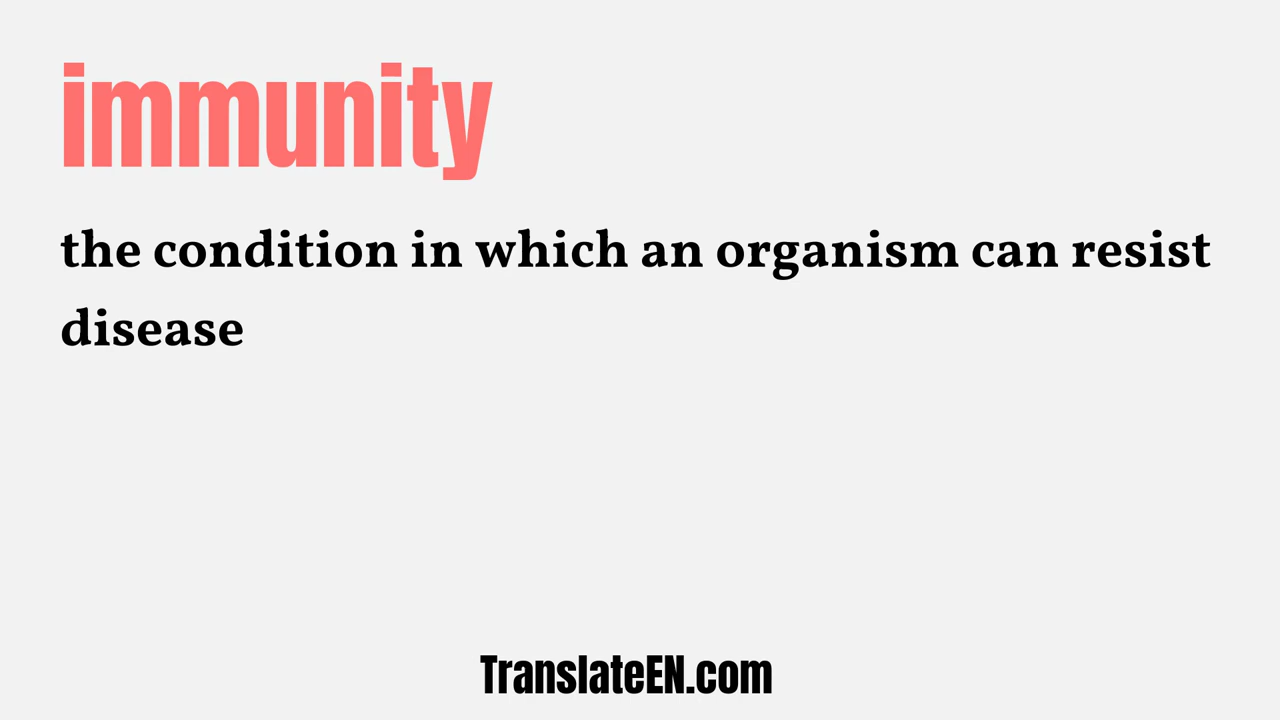 immunity
the condition in which an organism can resist
disease
TranslateEN.com